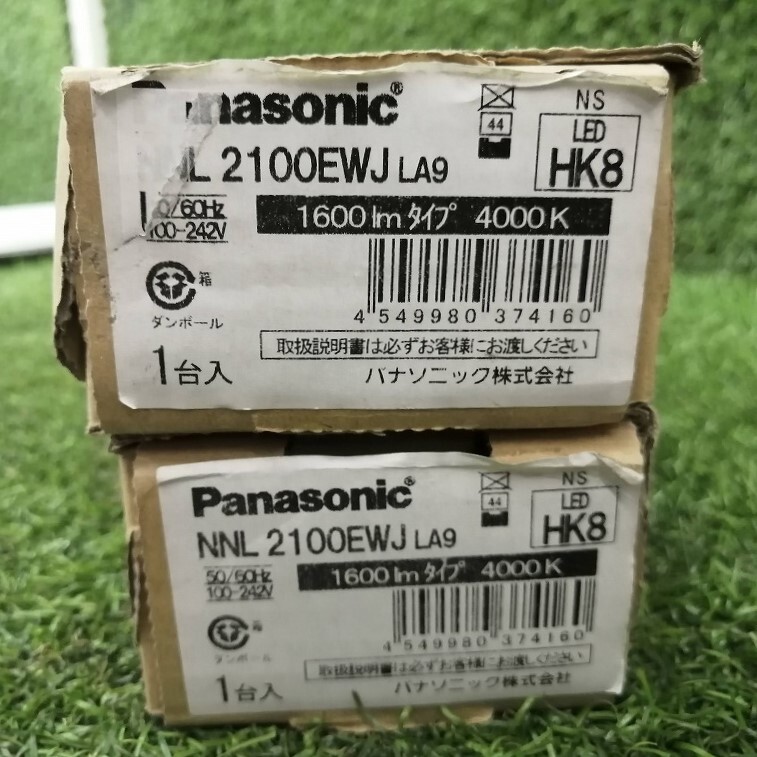 Panasonic®
NNL 2100EWJ LA9
44
NS
LED
HK8
50/60Hz
100-242V
1600 lm タイプ 4000 K
4 549980 374160
箱
ダンボール
取扱説明書は必ずお客様にお渡しください
1台入
パナソニック株式会社
Panasonic®
NNL 2100EWJ LA9
44
NS
LED
HK8
50/60Hz
100-242V
1600 lm タイプ 4000 K
4 549980 374160
箱
ダンボール
取扱説明書は必ずお客様にお渡しください
1台入
パナソニック株式会社